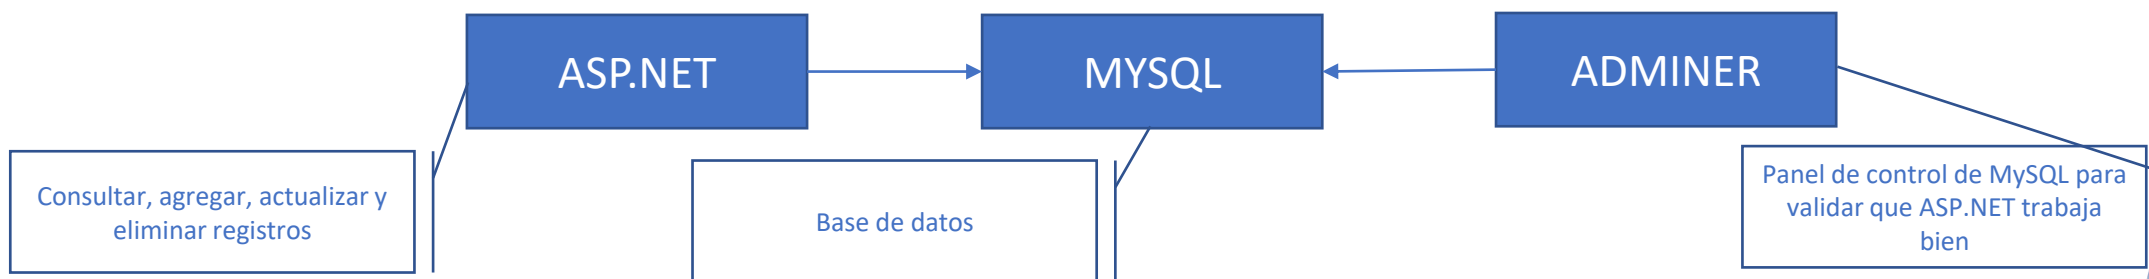 ASP.NET
MYSQL
ADMINER
Consultar, agregar, actualizar y
eliminar registros
Base de datos
Panel de control de MySQL para
validar que ASP.NET trabaja
bien